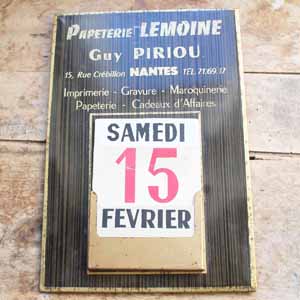 PAPETERIE - LEMOINE
GUY PIRIOU
15, Rue Crébillon NANTES TÉL. 71.69.17
Imprimerie - Gravure - Maroquinerie
Papeterie - Cadeaux d'Affaires
SAMEDI
15
FEVRIER